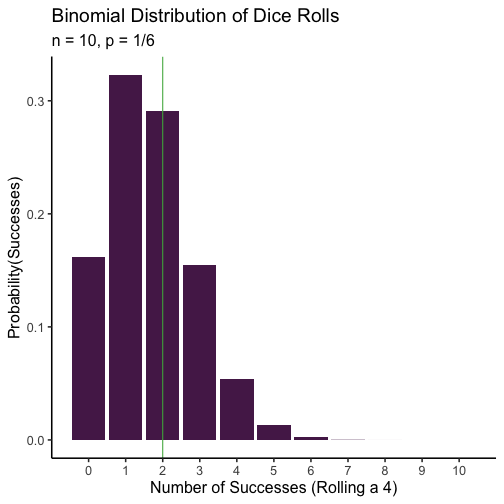 Binomial Distribution of Dice Rolls
n = 10, p = 1/6
Probability(Successes)
0.3
0.2
0.1
0.0
0 1 2 3 4 5 6 7 8 9 10
Number of Successes (Rolling a 4)